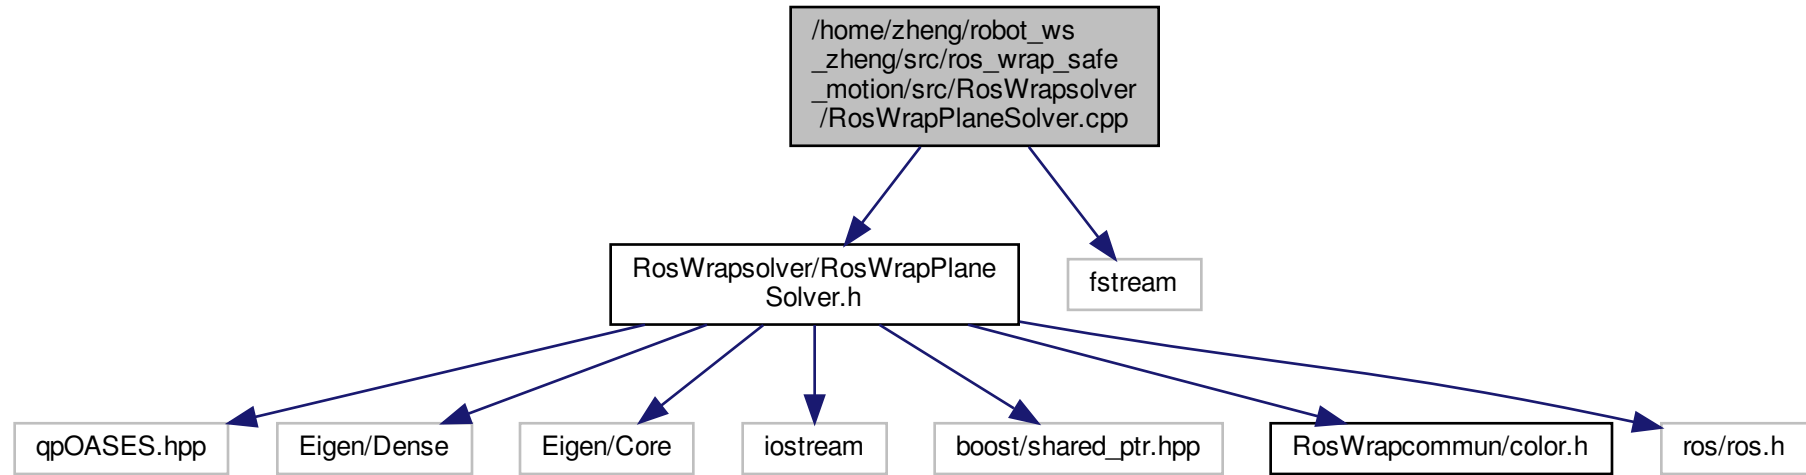 /home/zheng/robot_ws
_zheng/src/ros_wrap_safe
_motion/src/RosWrapsolver
/RosWrapPlaneSolver.cpp
RosWrapsolver/RosWrapPlane
Solver.h
fstream
qpOASES.hpp
Eigen/Dense
Eigen/Core
iostream
boost/shared_ptr.hpp
RosWrapcommun/color.h
ros/ros.h